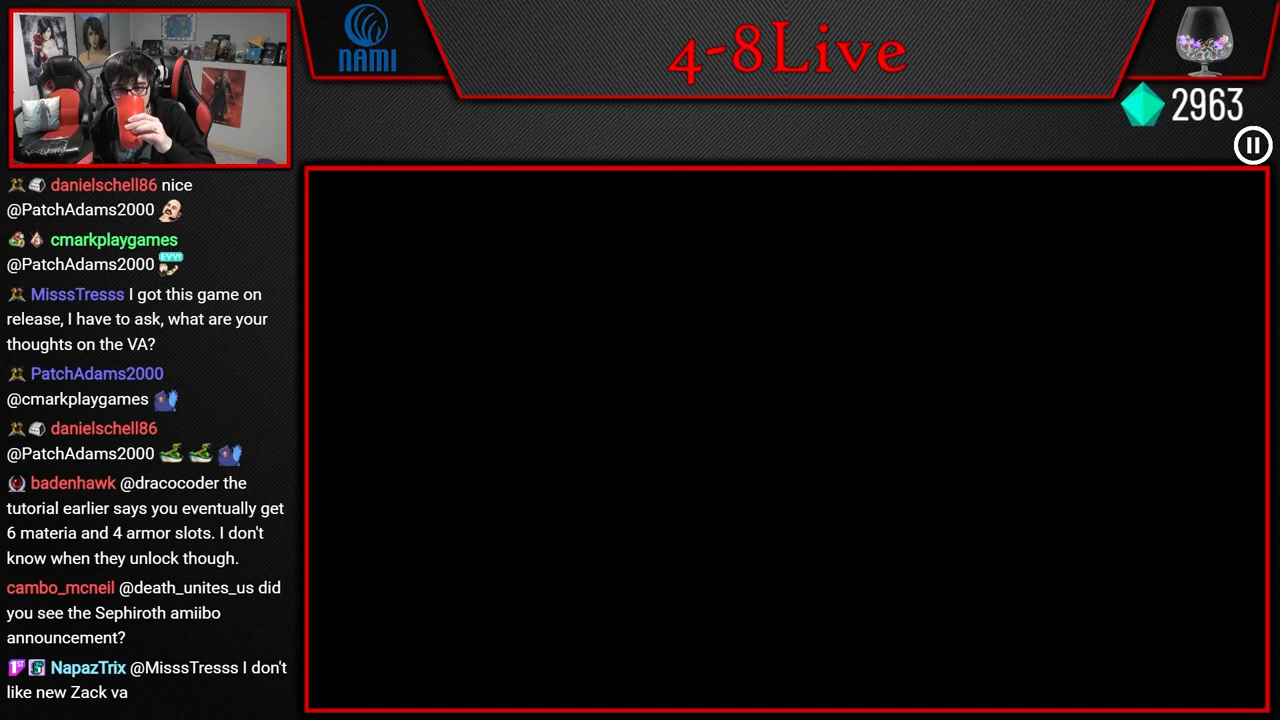 NAMI
4-8Live
2963
danielschell86 nice
@PatchAdams2000
cmarkplaygames
@PatchAdams2000 EVVI
MisssTresss I got this game on
release, I have to ask, what are your
thoughts on the VA?
PatchAdams2000
@cmarkplaygames
danielschell86
@PatchAdams2000
badenhawk @dracocoder the
tutorial earlier says you eventually get
6 materia and 4 armor slots. I don't
know when they unlock though.
cambo_mcneil @death_unites_us did
you see the Sephiroth amiibo
announcement?
1ST NapazTrix @MisssTresss I don't
like new Zack va